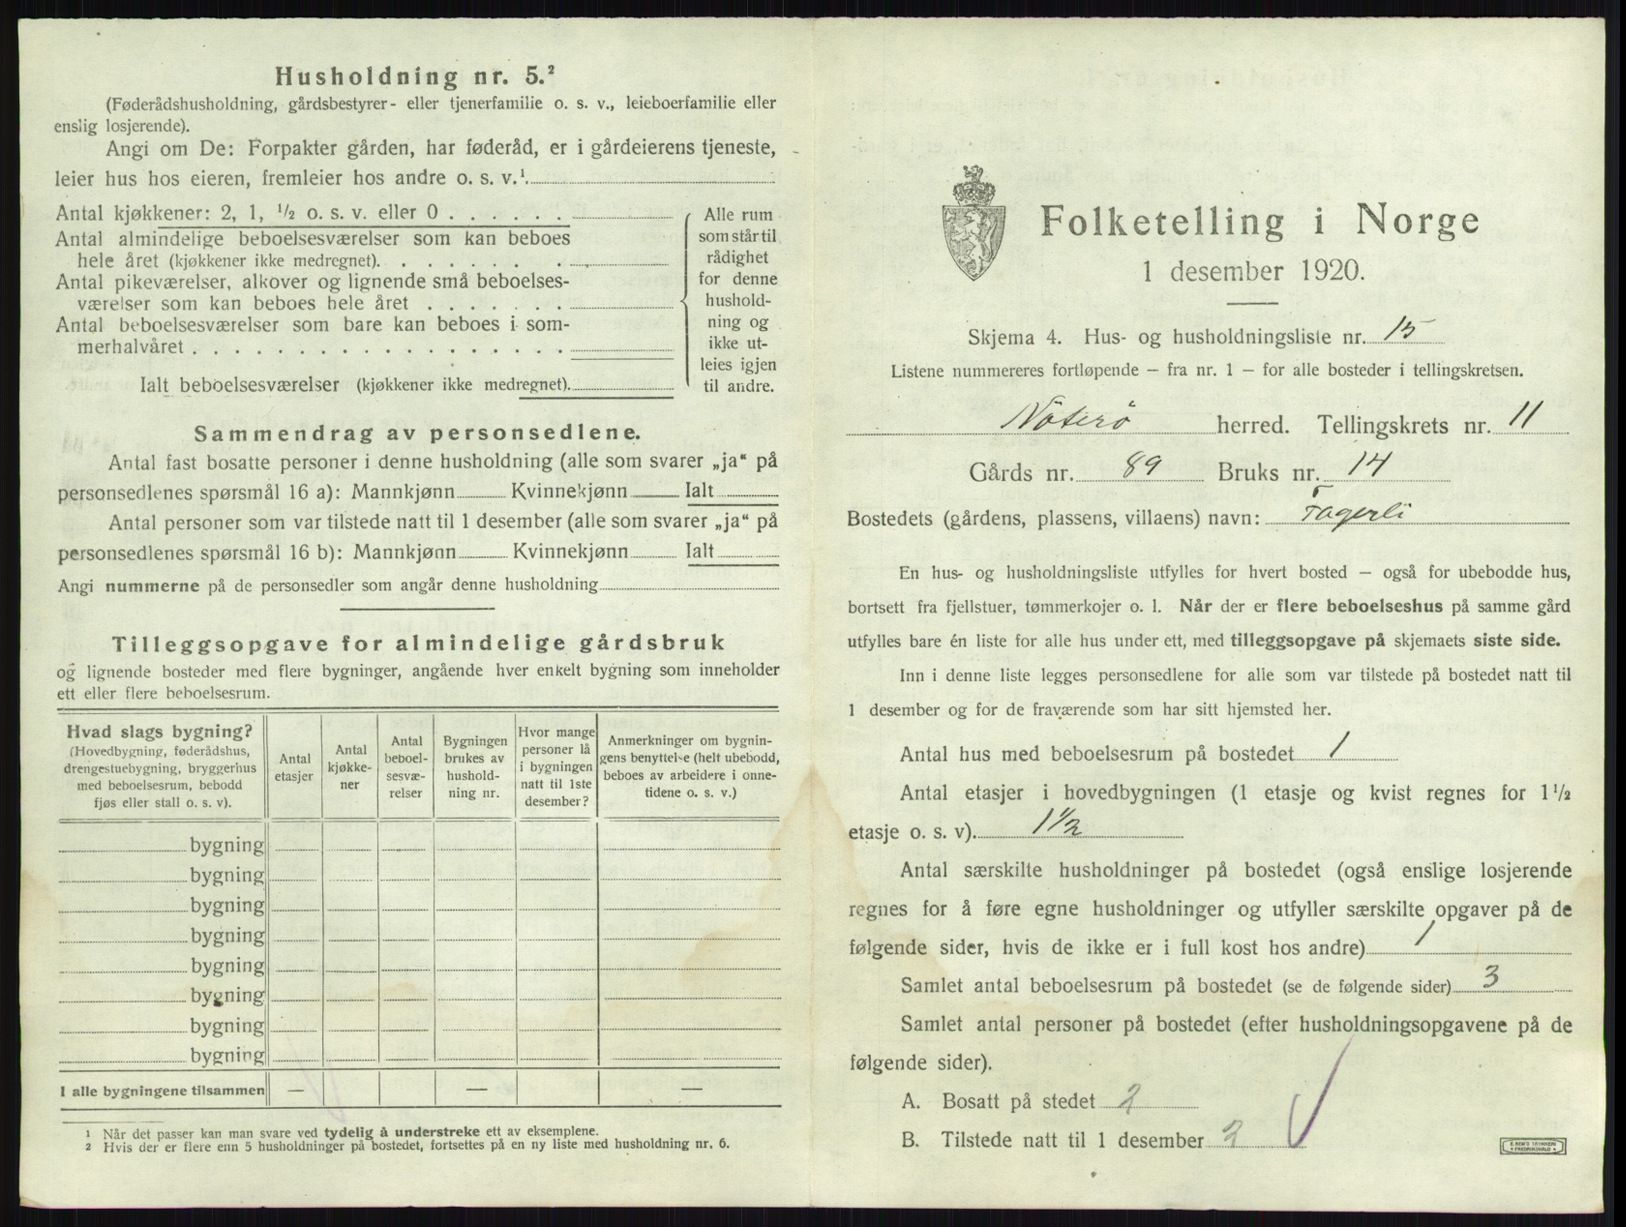 Husholdning nr. 5.²
(Føderådshusholdning, gårdsbestyrer- eller tjenerfamilie o. s. v., leieboerfamilie eller
enslig losjerende).
Angi om De: Forpakter gården, har føderåd, er i gårdeierens tjeneste,
leier hus hos eieren, fremleier hos andre o. s. v.¹
Antal kjøkkener: 2, 1, ½ o. s. v. eller 0 . . . . . .
Antal almindelige beboelsesværelser som kan beboes
hele året (kjøkkener ikke medregnet). . . . . . . .
Antal pikeværelser, alkover og lignende små beboelses-
værelser som kan beboes hele året . . . . . . .
Antal beboelsesværelser som bare kan beboes i som-
merhalvåret . . . . . . . . . . . . . . . . . .
Ialt beboelsesværelser (kjøkkener ikke medregnet).
Alle rum
som står til
rådighet
for denne
hushold-
ning og
ikke ut-
leies igjen
til andre.
Sammendrag av personsedlene.
Antal fast bosatte personer i denne husholdning (alle som svarer „ja“ på
personsedlenes spørsmål 16 a): Mannkjønn Kvinnekjønn Ialt
Antal personer som var tilstede natt til 1 desember (alle som svarer „ja“ på
personsedlenes spørsmål 16 b): Mannkjønn Kvinnekjønn Ialt
Angi nummerne på de personsedler som angår denne husholdning
Tilleggsopgave for almindelige gårdsbruk
og lignende bosteder med flere bygninger, angående hver enkelt bygning som inneholder
ett eller flere beboelsesrum.
Hvad slags bygning?
(Hovedbygning, føderådshus,
drengestuebygning, bryggerhus
med beboelsesrum, bebodd
fjøs eller stall o. s. v).
Antal
etasjer
Antal
kjøkke-
ner
Antal
beboel-
sesvæ-
relser
Bygningen
brukes av
hushold-
ning nr.
Hvor mange
personer lå
i bygningen
natt til 1ste
desember?
Anmerkninger om bygnin-
gens benyttelse (helt ubebodd,
beboes av arbeidere i onne-
tidene o. s. v.)
bygning
bygning
bygning
bygning
bygning
bygning
bygning
bygning
I alle bygningene tilsammen — — —
¹ Når det passer kan man svare ved tydelig å understreke ett av eksemplene.
² Hvis der er flere enn 5 husholdninger på bostedet, fortsettes på en ny liste med husholdning nr. 6.
Folketelling i Norge
1 desember 1920.
Skjema 4. Hus- og husholdningsliste nr. 15
Listene nummereres fortløpende – fra nr. 1 – for alle bosteder i tellingskretsen.
Nøterø herred. Tellingskrets nr. 11
Gårds nr. 89 Bruks nr. 14
Bostedets (gårdens, plassens, villaens) navn: Fagerli
En hus- og husholdningsliste utfylles for hvert bosted – også for ubebodde hus,
bortsett fra fjellstuer, tømmerkojer o. l. Når der er flere beboelseshus på samme gård
utfylles bare én liste for alle hus under ett, med tilleggsopgave på skjemaets siste side.
Inn i denne liste legges personsedlene for alle som var tilstede på bostedet natt til
1 desember og for de fraværende som har sitt hjemsted her.
Antal hus med beboelsesrum på bostedet 1
Antal etasjer i hovedbygningen (1 etasje og kvist regnes for 1½
etasje o. s. v). 1½
Antal særskilte husholdninger på bostedet (også enslige losjerende
regnes for å føre egne husholdninger og utfyller særskilte opgaver på de
følgende sider, hvis de ikke er i full kost hos andre) 1
Samlet antal beboelsesrum på bostedet (se de følgende sider) 3
Samlet antal personer på bostedet (efter husholdningsopgavene på de
følgende sider).
A. Bosatt på stedet 2
B. Tilstede natt til 1 desember 2